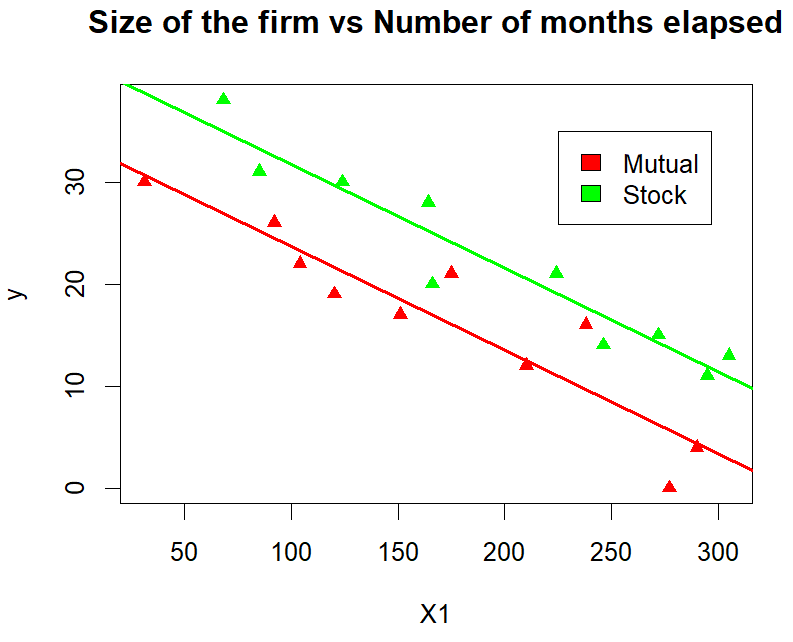 Size of the firm vs Number of months elapsed
Mutual
Stock
y
30
20
10
0
50 100 150 200 250 300
X1